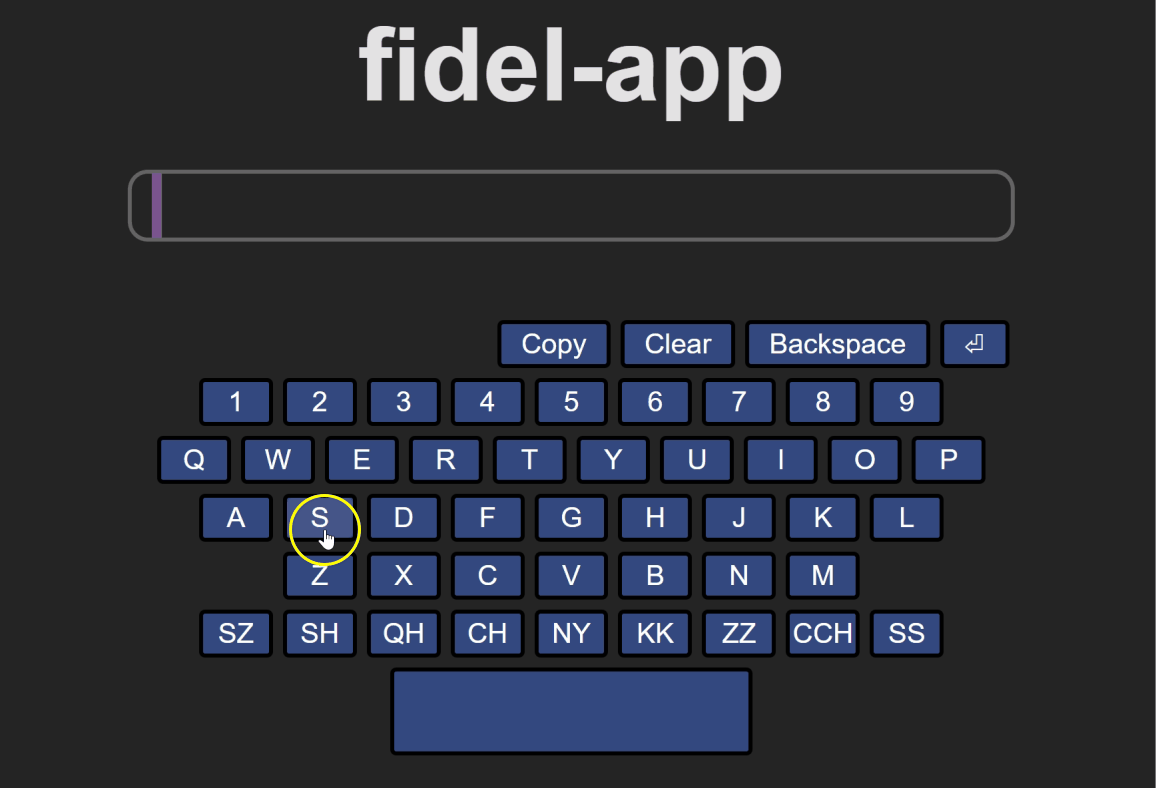 fidel-app
Copy Clear Backspace ⏎
1 2 3 4 5 6 7 8 9
Q W E R T Y U I O P
A S D F G H J K L
Z X C V B N M
SZ SH QH CH NY KK ZZ CCH SS